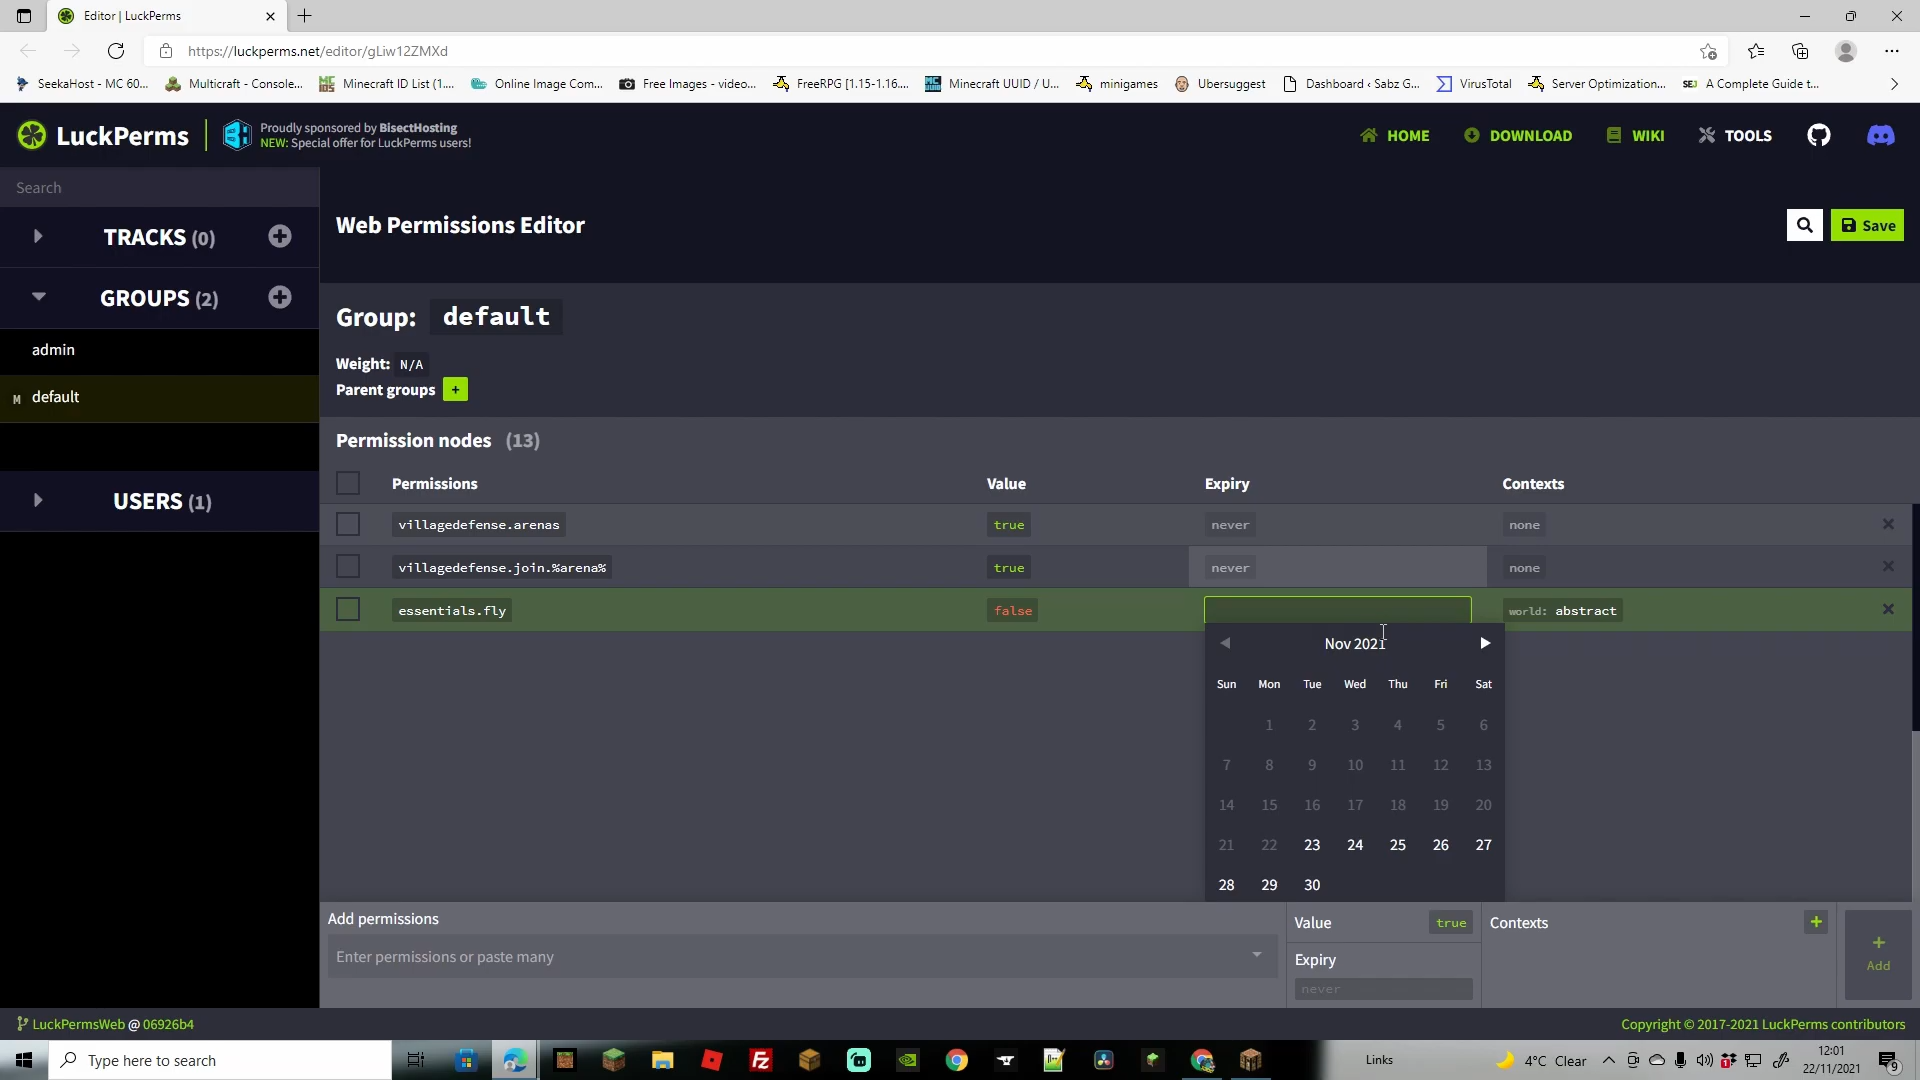 Editor | LuckPerms
https://luckperms.net/editor/gLiw12ZMXd
SeekaHost - MC 60... Multicraft - Console... Minecraft ID List (1.... Online Image Com... Free Images - video... FreeRPG [1.15-1.16.... Minecraft UUID / U... minigames Ubersuggest Dashboard ‹ Sabz G... VirusTotal Server Optimization... A Complete Guide t...
LuckPerms
Proudly sponsored by BisectHosting
NEW: Special offer for LuckPerms users!
HOME DOWNLOAD WIKI TOOLS
Search
TRACKS (0)
GROUPS (2)
admin
M default
USERS (1)
Web Permissions Editor
Save
Group: default
Weight: N/A
Parent groups +
Permission nodes (13)
Permissions Value Expiry Contexts
villagedefense.arenas true never none
villagedefense.join.%arena% true never none
essentials.fly false world: abstract
Nov 2021
Sun Mon Tue Wed Thu Fri Sat
1 2 3 4 5 6
7 8 9 10 11 12 13
14 15 16 17 18 19 20
21 22 23 24 25 26 27
28 29 30
Add permissions
Enter permissions or paste many
Value true
Expiry
never
Contexts +
+
Add
LuckPermsWeb @ 06926b4
Copyright © 2017-2021 LuckPerms contributors
Type here to search
Links
4°C Clear
12:01
22/11/2021
9